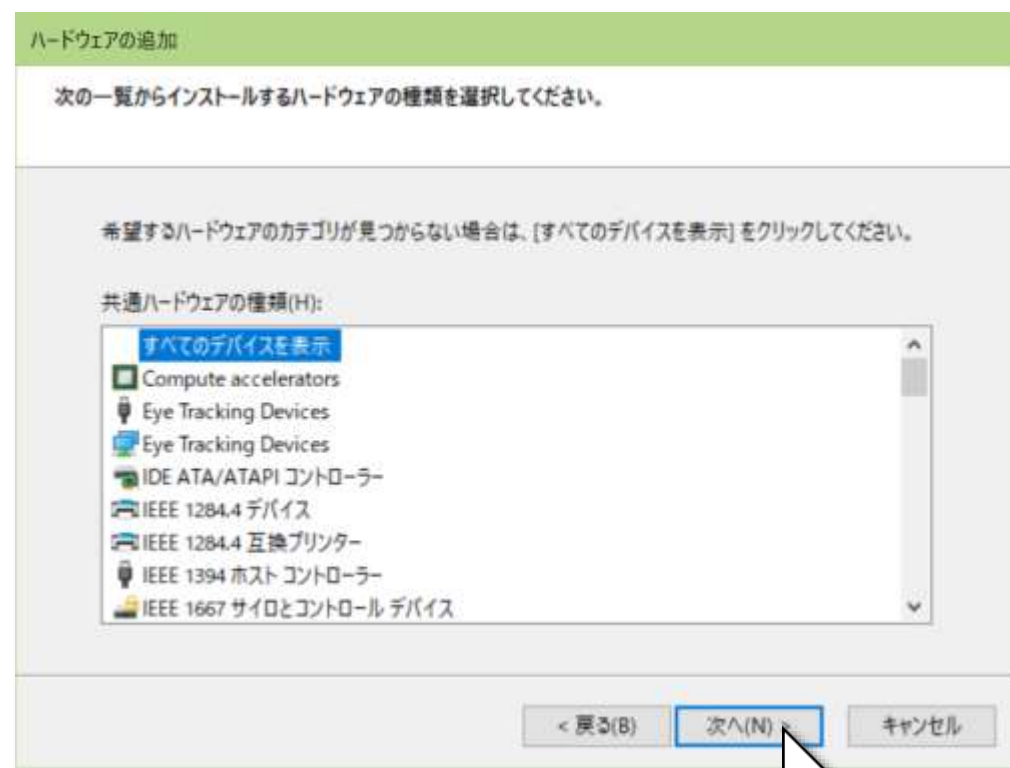 ハードウェアの追加
次の一覧からインストールするハードウェアの種類を選択してください。
希望するハードウェアのカテゴリが見つからない場合は、[すべてのデバイスを表示] をクリックしてください。
共通ハードウェアの種類(H):
すべてのデバイスを表示
Compute accelerators
Eye Tracking Devices
Eye Tracking Devices
IDE ATA/ATAPI コントローラー
IEEE 1284.4 デバイス
IEEE 1284.4 互換プリンター
IEEE 1394 ホスト コントローラー
IEEE 1667 サイロとコントロール デバイス
< 戻る(B) 次へ(N) > キャンセル